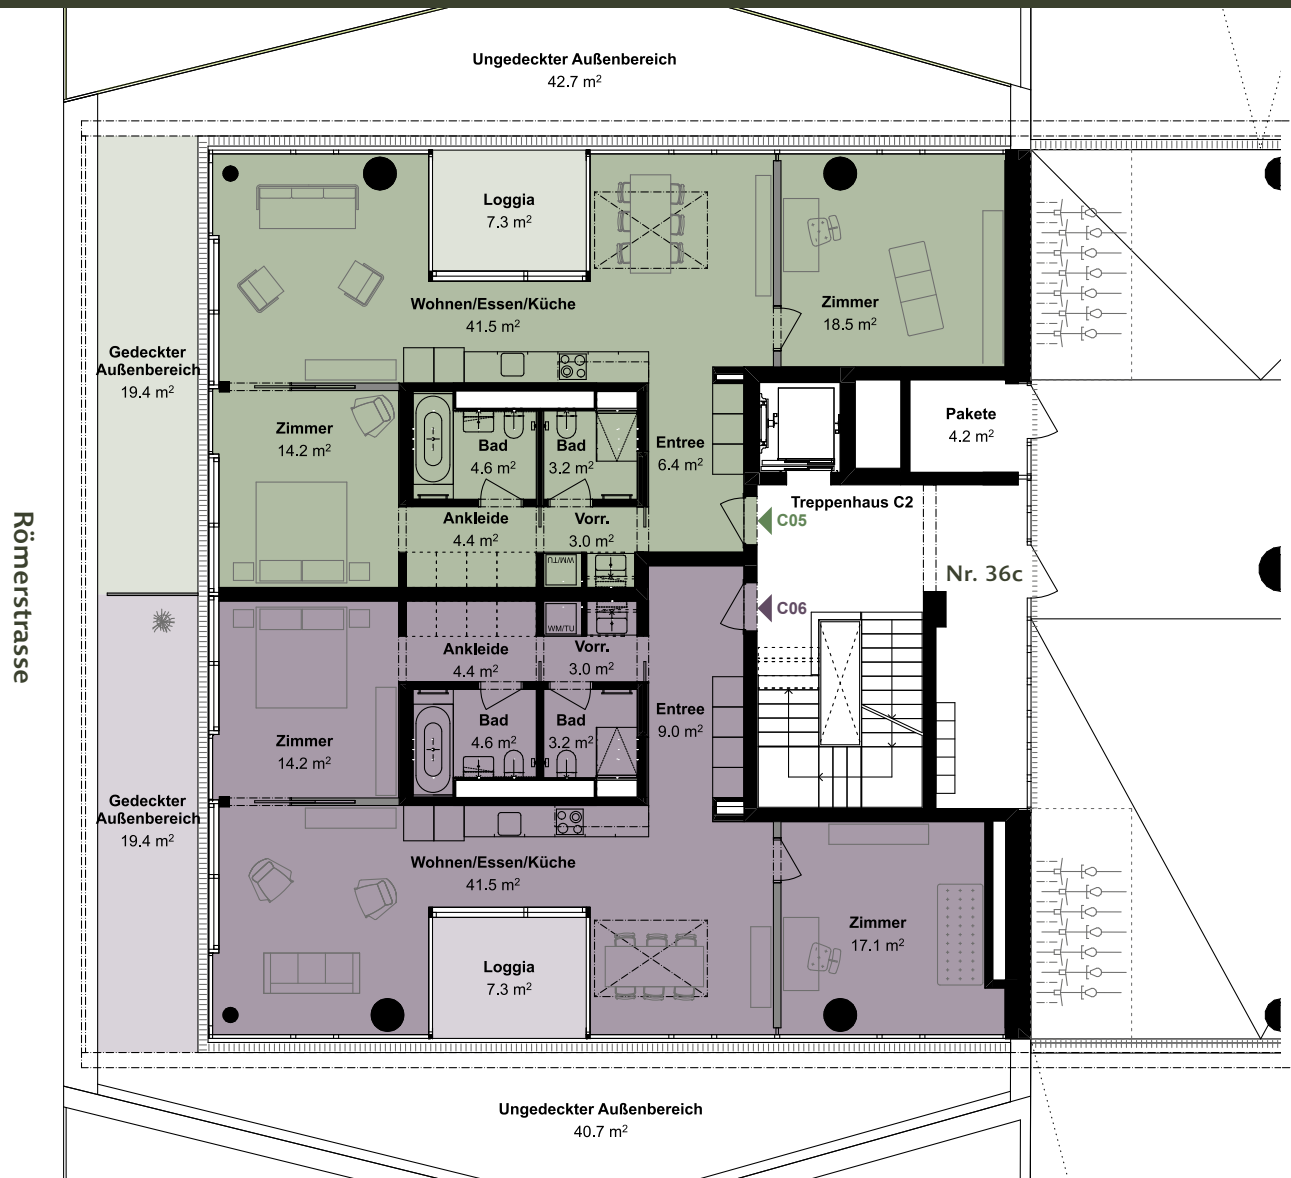 Ungedeckter Außenbereich
42.7 m²
Loggia
7.3 m²
Wohnen/Essen/Küche
41.5 m²
Zimmer
18.5 m²
Gedeckter
Außenbereich
19.4 m²
Zimmer
14.2 m²
Bad
4.6 m²
Bad
3.2 m²
Entree
6.4 m²
Pakete
4.2 m²
Treppenhaus C2
Ankleide
4.4 m²
Vorr.
3.0 m²
C05
WM/TU
Nr. 36c
Römerstrasse
C06
WM/TU
Ankleide
4.4 m²
Vorr.
3.0 m²
Zimmer
14.2 m²
Bad
4.6 m²
Bad
3.2 m²
Entree
9.0 m²
Gedeckter
Außenbereich
19.4 m²
Wohnen/Essen/Küche
41.5 m²
Zimmer
17.1 m²
Loggia
7.3 m²
Ungedeckter Außenbereich
40.7 m²